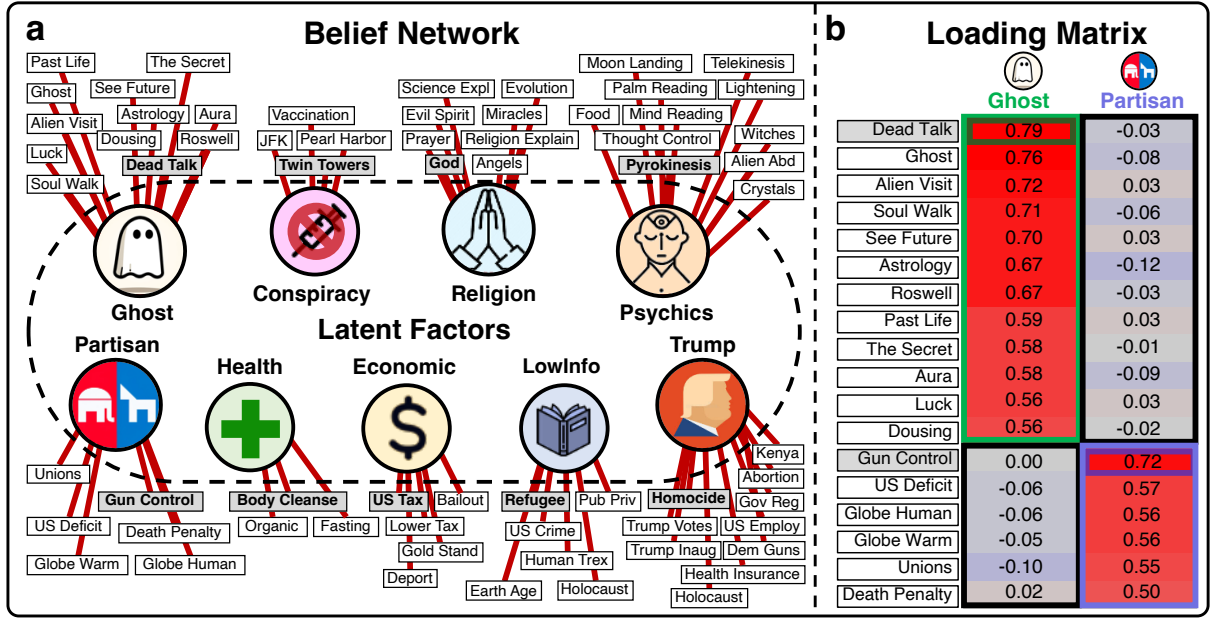 a
Belief Network
Past Life
The Secret
Ghost
See Future
Alien Visit
Astrology
Aura
Luck
Dousing
Roswell
Dead Talk
Soul Walk
Vaccination
JFK
Pearl Harbor
Twin Towers
Science Expl
Evolution
Evil Spirit
Miracles
Prayer
Religion Explain
God
Angels
Moon Landing
Telekinesis
Palm Reading
Lightening
Food
Mind Reading
Thought Control
Witches
Pyrokinesis
Alien Abd
Crystals
Ghost
Conspiracy
Religion
Psychics
Latent Factors
Partisan
Health
Economic
LowInfo
Trump
Unions
Gun Control
US Deficit
Death Penalty
Globe Warm
Globe Human
Body Cleanse
Organic
Fasting
US Tax
Bailout
Lower Tax
Gold Stand
Deport
Refugee
Pub Priv
US Crime
Human Trex
Earth Age
Holocaust
Kenya
Abortion
Homocide
Gov Reg
Trump Votes
US Employ
Trump Inaug
Dem Guns
Health Insurance
Holocaust
b
Loading Matrix
Ghost Partisan
Dead Talk 0.79 -0.03
Ghost 0.76 -0.08
Alien Visit 0.72 0.03
Soul Walk 0.71 -0.06
See Future 0.70 0.03
Astrology 0.67 -0.12
Roswell 0.67 -0.03
Past Life 0.59 0.03
The Secret 0.58 -0.01
Aura 0.58 -0.09
Luck 0.56 0.03
Dousing 0.56 -0.02
Gun Control 0.00 0.72
US Deficit -0.06 0.57
Globe Human -0.06 0.56
Globe Warm -0.05 0.56
Unions -0.10 0.55
Death Penalty 0.02 0.50